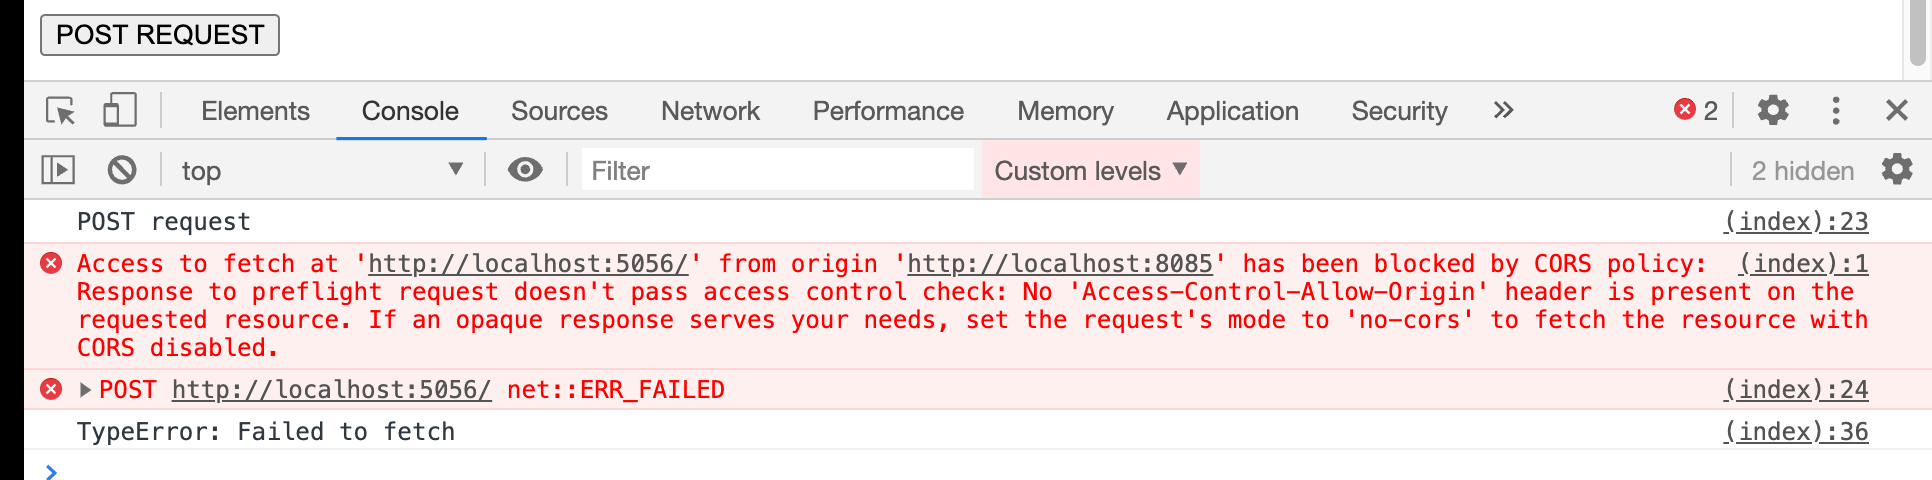 POST REQUEST
Elements Console Sources Network Performance Memory Application Security » 2
top Filter Custom levels 2 hidden
POST request (index):23
Access to fetch at 'http://localhost:5056/' from origin 'http://localhost:8085' has been blocked by CORS policy: (index):1
Response to preflight request doesn't pass access control check: No 'Access-Control-Allow-Origin' header is present on the
requested resource. If an opaque response serves your needs, set the request's mode to 'no-cors' to fetch the resource with
CORS disabled.
POST http://localhost:5056/ net::ERR_FAILED (index):24
TypeError: Failed to fetch (index):36